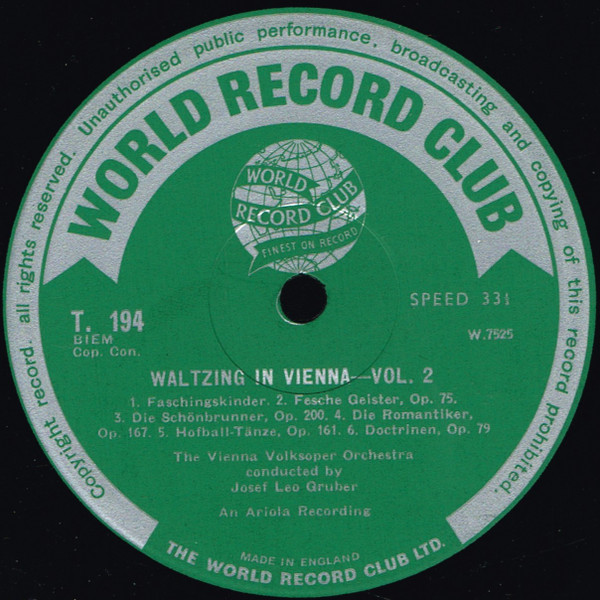 Copyright record. all rights reserved. Unauthorised public performance, broadcasting and copying of this record prohibited.
WORLD RECORD CLUB
WORLD
RECORD CLUB
FINEST ON RECORD
T. 194
BIEM
Cop. Con.
SPEED 33⅓
W.7525
WALTZING IN VIENNA—VOL. 2
1. Faschingskinder. 2. Fesche Geister, Op. 75.
3. Die Schönbrunner, Op. 200. 4. Die Romantiker,
Op. 167. 5. Hofball-Tänze, Op. 161. 6. Doctrinen, Op. 79
The Vienna Volksoper Orchestra
conducted by
Josef Leo Gruber
An Ariola Recording
MADE IN ENGLAND
THE WORLD RECORD CLUB LTD.